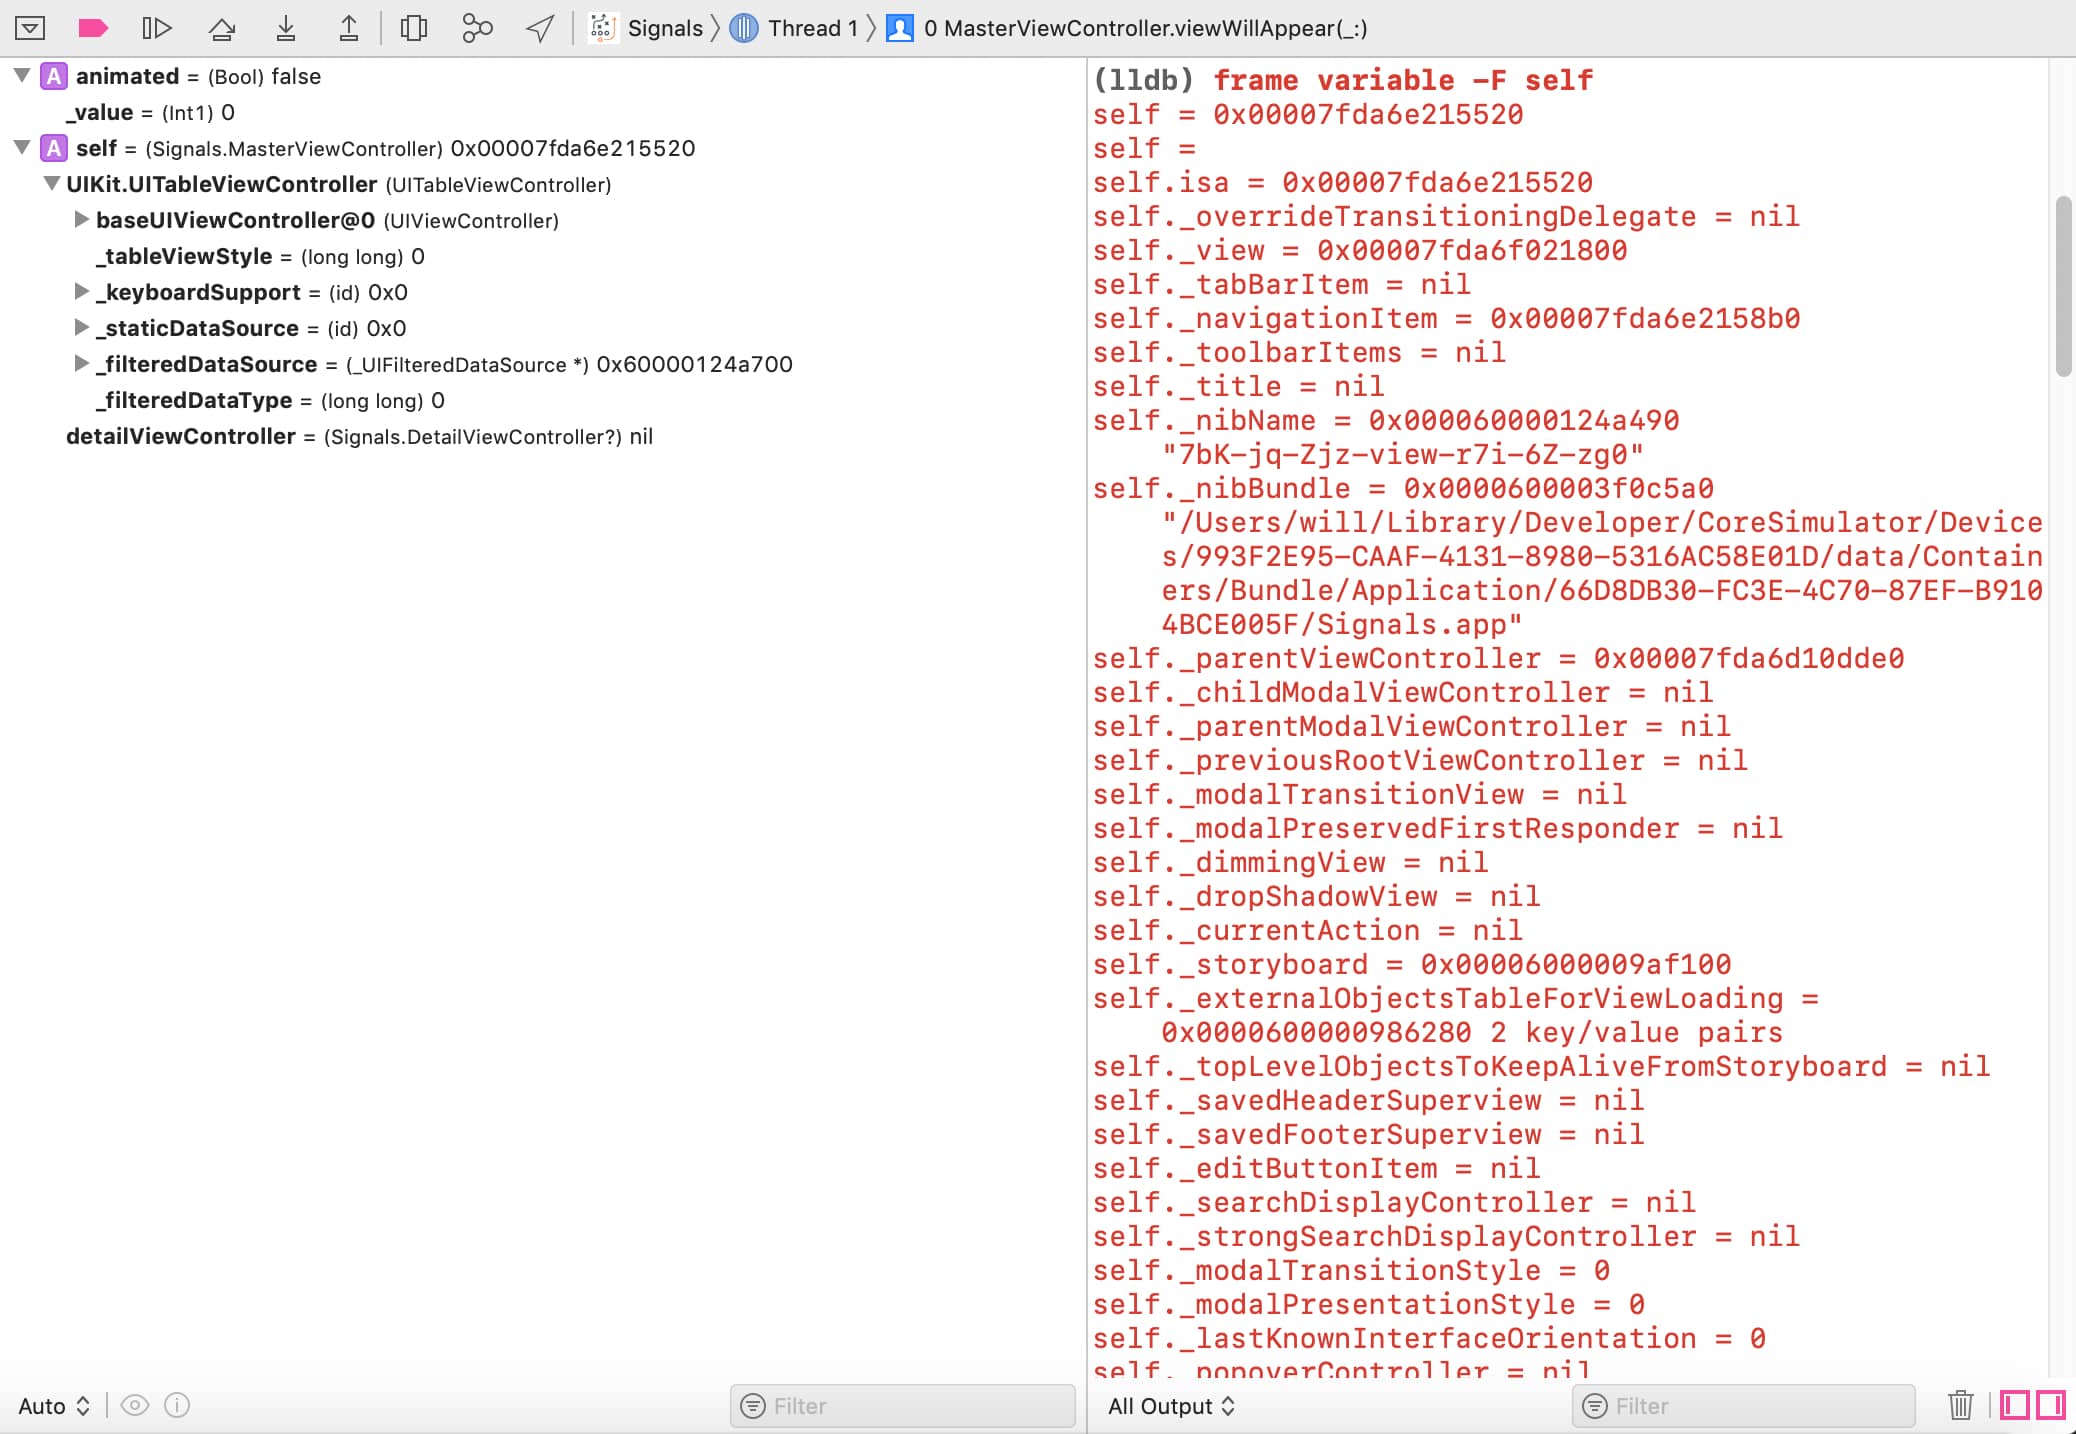 Signals
Thread 1
0 MasterViewController.viewWillAppear(_:)
A animated = (Bool) false
_value = (Int1) 0
A self = (Signals.MasterViewController) 0x00007fda6e215520
UIKit.UITableViewController (UITableViewController)
baseUIViewController@0 (UIViewController)
_tableViewStyle = (long long) 0
_keyboardSupport = (id) 0x0
_staticDataSource = (id) 0x0
_filteredDataSource = (_UIFilteredDataSource *) 0x60000124a700
_filteredDataType = (long long) 0
detailViewController = (Signals.DetailViewController?) nil
Auto
Filter
(lldb) frame variable -F self
self = 0x00007fda6e215520
self =
self.isa = 0x00007fda6e215520
self._overrideTransitioningDelegate = nil
self._view = 0x00007fda6f021800
self._tabBarItem = nil
self._navigationItem = 0x00007fda6e2158b0
self._toolbarItems = nil
self._title = nil
self._nibName = 0x000060000124a490
"7bK-jq-Zjz-view-r7i-6Z-zg0"
self._nibBundle = 0x0000600003f0c5a0
"/Users/will/Library/Developer/CoreSimulator/Device
s/993F2E95-CAAF-4131-8980-5316AC58E01D/data/Contain
ers/Bundle/Application/66D8DB30-FC3E-4C70-87EF-B910
4BCE005F/Signals.app"
self._parentViewController = 0x00007fda6d10dde0
self._childModalViewController = nil
self._parentModalViewController = nil
self._previousRootViewController = nil
self._modalTransitionView = nil
self._modalPreservedFirstResponder = nil
self._dimmingView = nil
self._dropShadowView = nil
self._currentAction = nil
self._storyboard = 0x00006000009af100
self._externalObjectsTableForViewLoading =
0x0000600000986280 2 key/value pairs
self._topLevelObjectsToKeepAliveFromStoryboard = nil
self._savedHeaderSuperview = nil
self._savedFooterSuperview = nil
self._editButtonItem = nil
self._searchDisplayController = nil
self._strongSearchDisplayController = nil
self._modalTransitionStyle = 0
self._modalPresentationStyle = 0
self._lastKnownInterfaceOrientation = 0
self._popoverController = nil
All Output
Filter